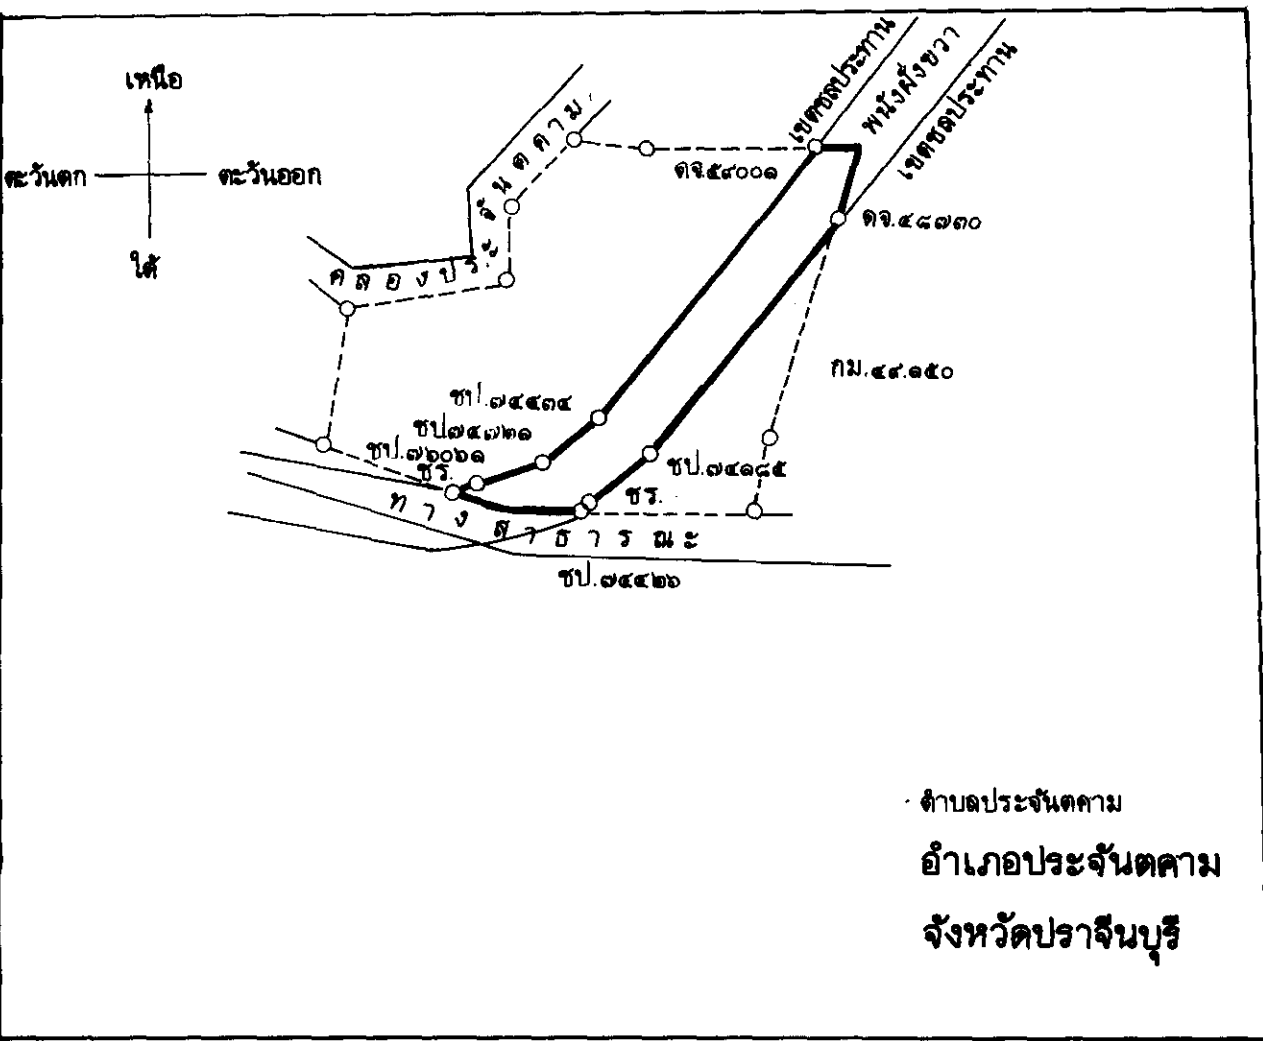 เหนือ
ตะวันตก
ตะวันออก
ใต้
คลองประจันตคาม
เขตชลประทาน
พนังฝั่งขวา
เขตชลประทาน
ดจ.๕๙๐๐๑
ดจ.๔๘๗๓๐
กม.๔๙.๑๕๐
ชป.๗๔๕๓๔
ชป.๗๕๗๒๑
ชป.๗๖๐๖๑
ชร.
ชป.๗๔๑๘๕
ชร.
ทางสาธารณะ
ชป.๗๔๔๒๖
ตำบลประจันตคาม
อำเภอประจันตคาม
จังหวัดปราจีนบุรี